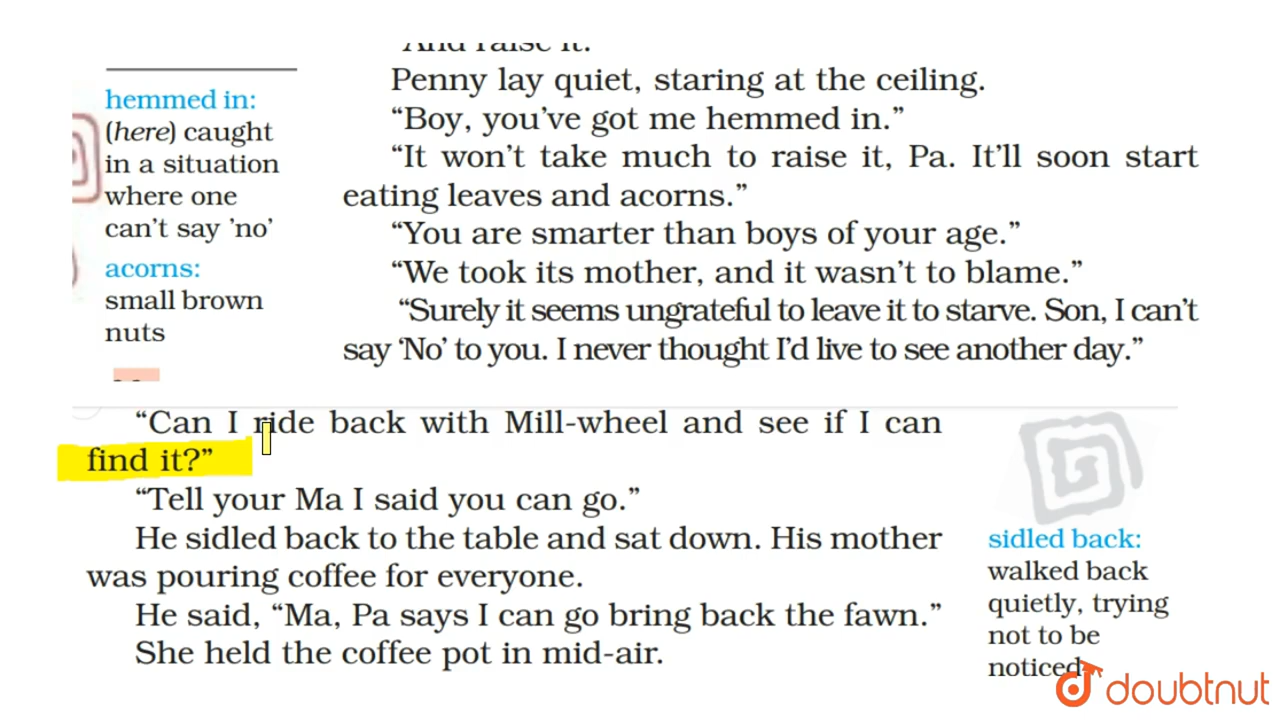 "And raise it.
Penny lay quiet, staring at the ceiling.
“Boy, you’ve got me hemmed in.”
“It won’t take much to raise it, Pa. It’ll soon start
eating leaves and acorns.”
“You are smarter than boys of your age.”
“We took its mother, and it wasn’t to blame.”
“Surely it seems ungrateful to leave it to starve. Son, I can’t
say ‘No’ to you. I never thought I’d live to see another day.”
hemmed in:
(here) caught
in a situation
where one
can’t say ’no’
acorns:
small brown
nuts
“Can I ride back with Mill-wheel and see if I can
find it?”
“Tell your Ma I said you can go.”
He sidled back to the table and sat down. His mother
was pouring coffee for everyone.
He said, “Ma, Pa says I can go bring back the fawn.”
She held the coffee pot in mid-air.
sidled back:
walked back
quietly, trying
not to be
noticed
doubtnut